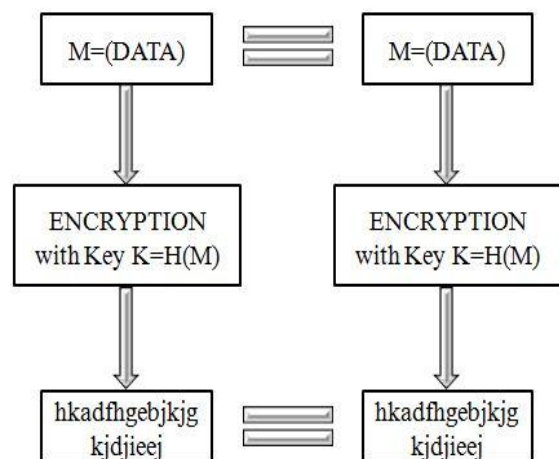 M=(DATA)
M=(DATA)
ENCRYPTION
with Key K=H(M)
ENCRYPTION
with Key K=H(M)
hkadfhgebjkjg
kjdjieej
hkadfhgebjkjg
kjdjieej